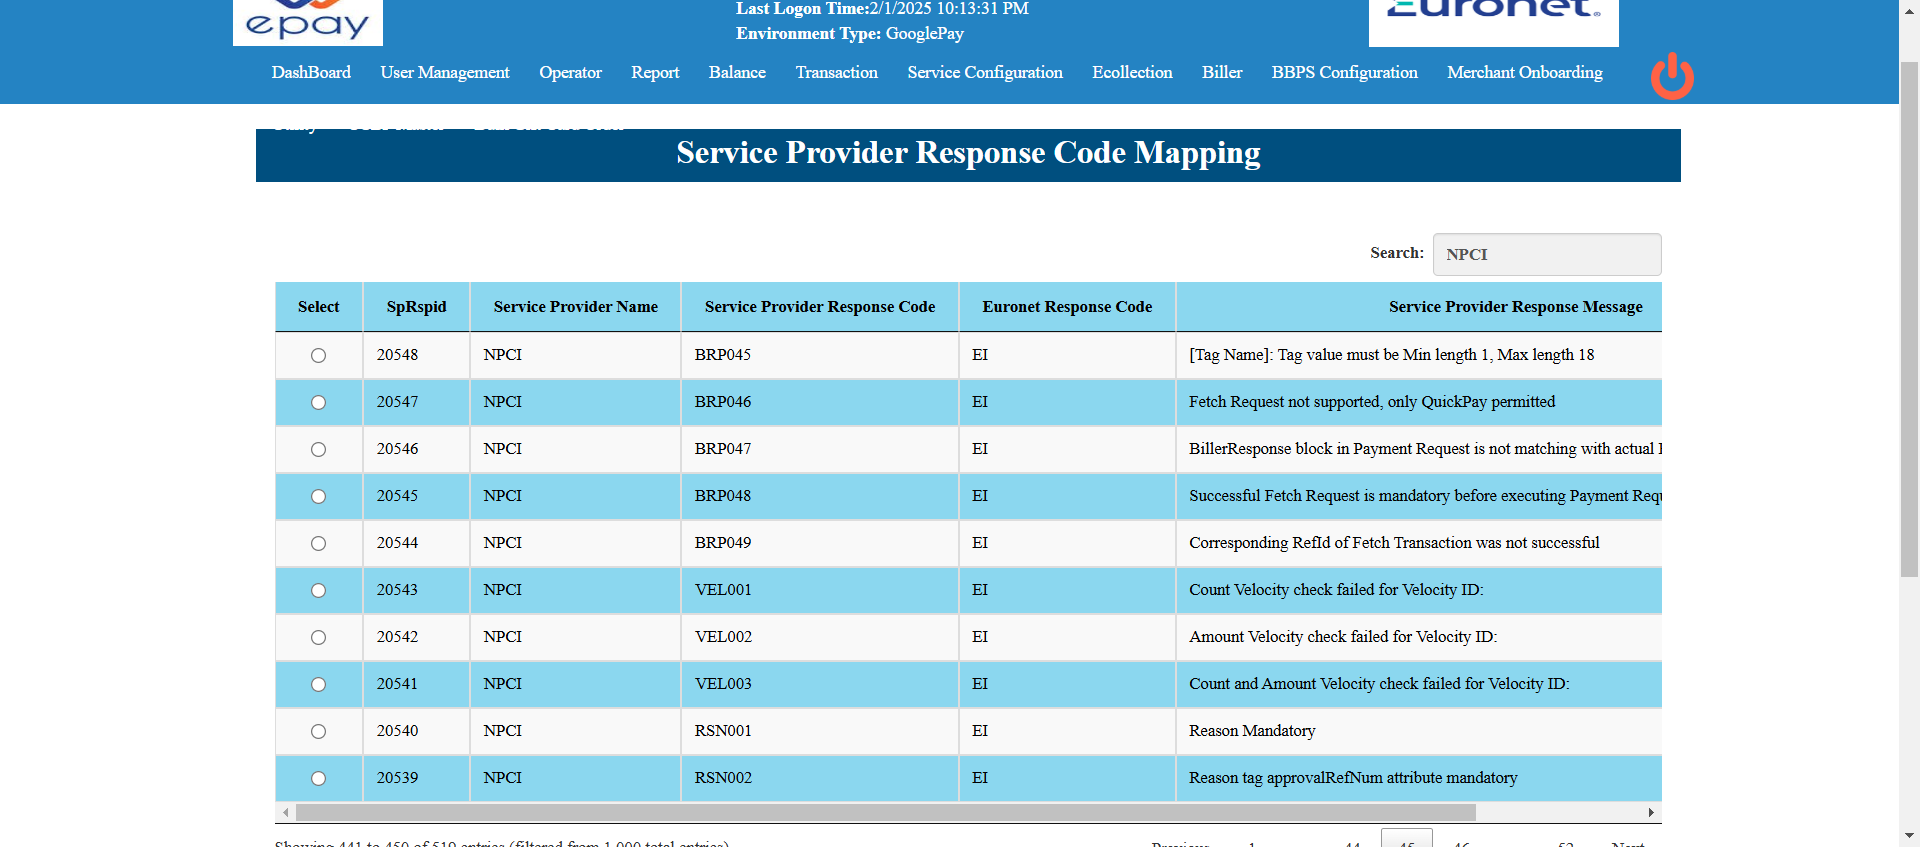 epay
Last Logon Time:2/1/2025 10:13:31 PM
Environment Type: GooglePay
Euronet
DashBoard User Management Operator Report Balance Transaction Service Configuration Ecollection Biller BBPS Configuration Merchant Onboarding
Service Provider Response Code Mapping
Search: NPCI
Select SpRspid Service Provider Name Service Provider Response Code Euronet Response Code Service Provider Response Message
20548 NPCI BRP045 EI [Tag Name]: Tag value must be Min length 1, Max length 18
20547 NPCI BRP046 EI Fetch Request not supported, only QuickPay permitted
20546 NPCI BRP047 EI BillerResponse block in Payment Request is not matching with actual
20545 NPCI BRP048 EI Successful Fetch Request is mandatory before executing Payment Requ
20544 NPCI BRP049 EI Corresponding RefId of Fetch Transaction was not successful
20543 NPCI VEL001 EI Count Velocity check failed for Velocity ID:
20542 NPCI VEL002 EI Amount Velocity check failed for Velocity ID:
20541 NPCI VEL003 EI Count and Amount Velocity check failed for Velocity ID:
20540 NPCI RSN001 EI Reason Mandatory
20539 NPCI RSN002 EI Reason tag approvalRefNum attribute mandatory
Showing 441 to 450 of 519 entries (filtered from 1,000 total entries)
Previous 1 44 45 46 52 Next